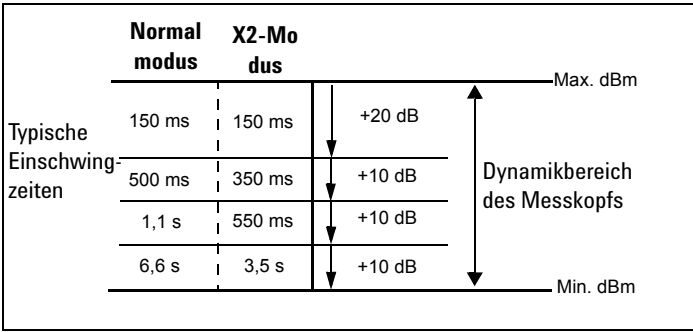 Normal
modus
X2-Mo
dus
Max. dBm
Typische
Einschwing-
zeiten
150 ms
150 ms
+20 dB
500 ms
350 ms
+10 dB
Dynamikbereich
des Messkopfs
1,1 s
550 ms
+10 dB
6,6 s
3,5 s
+10 dB
Min. dBm